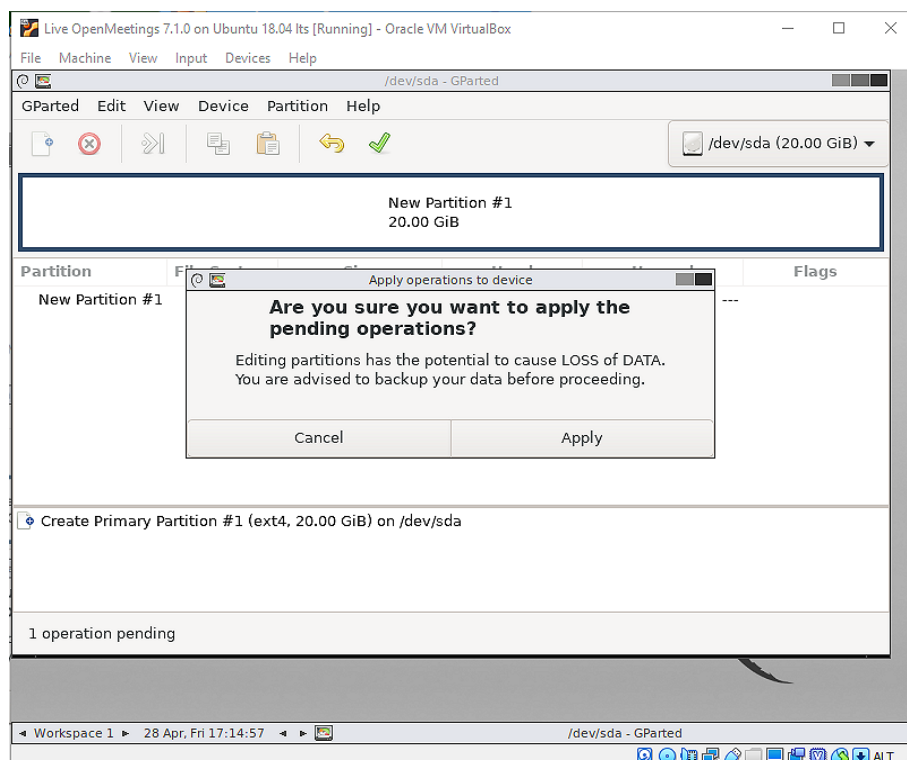 Live OpenMeetings 7.1.0 on Ubuntu 18.04 lts [Running] - Oracle VM VirtualBox
File Machine View Input Devices Help
/dev/sda - GParted
GParted Edit View Device Partition Help
/dev/sda (20.00 GiB)
New Partition #1
20.00 GiB
Partition Flags
New Partition #1 ---
Apply operations to device
Are you sure you want to apply the
pending operations?
Editing partitions has the potential to cause LOSS of DATA.
You are advised to backup your data before proceeding.
Cancel Apply
Create Primary Partition #1 (ext4, 20.00 GiB) on /dev/sda
1 operation pending
Workspace 1 28 Apr, Fri 17:14:57 /dev/sda - GParted
ALT